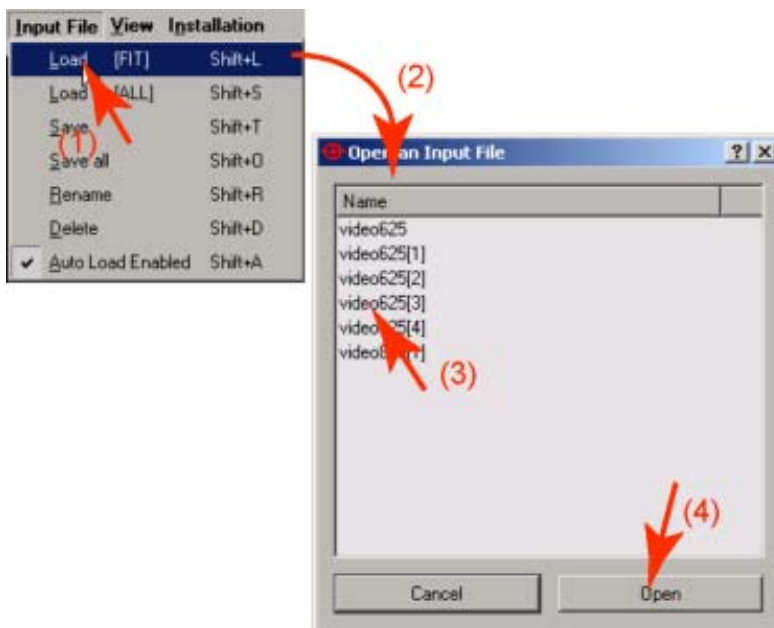 Input File View Installation
Load [FIT] Shift+L
Load [ALL] Shift+S
Save Shift+T
Save all Shift+O
Rename Shift+R
Delete Shift+D
Auto Load Enabled Shift+A
(1)
(2)
Open an Input File
Name
video625
video625[1]
video625[2]
video625[3]
video625[4]
(3)
(4)
Cancel Open